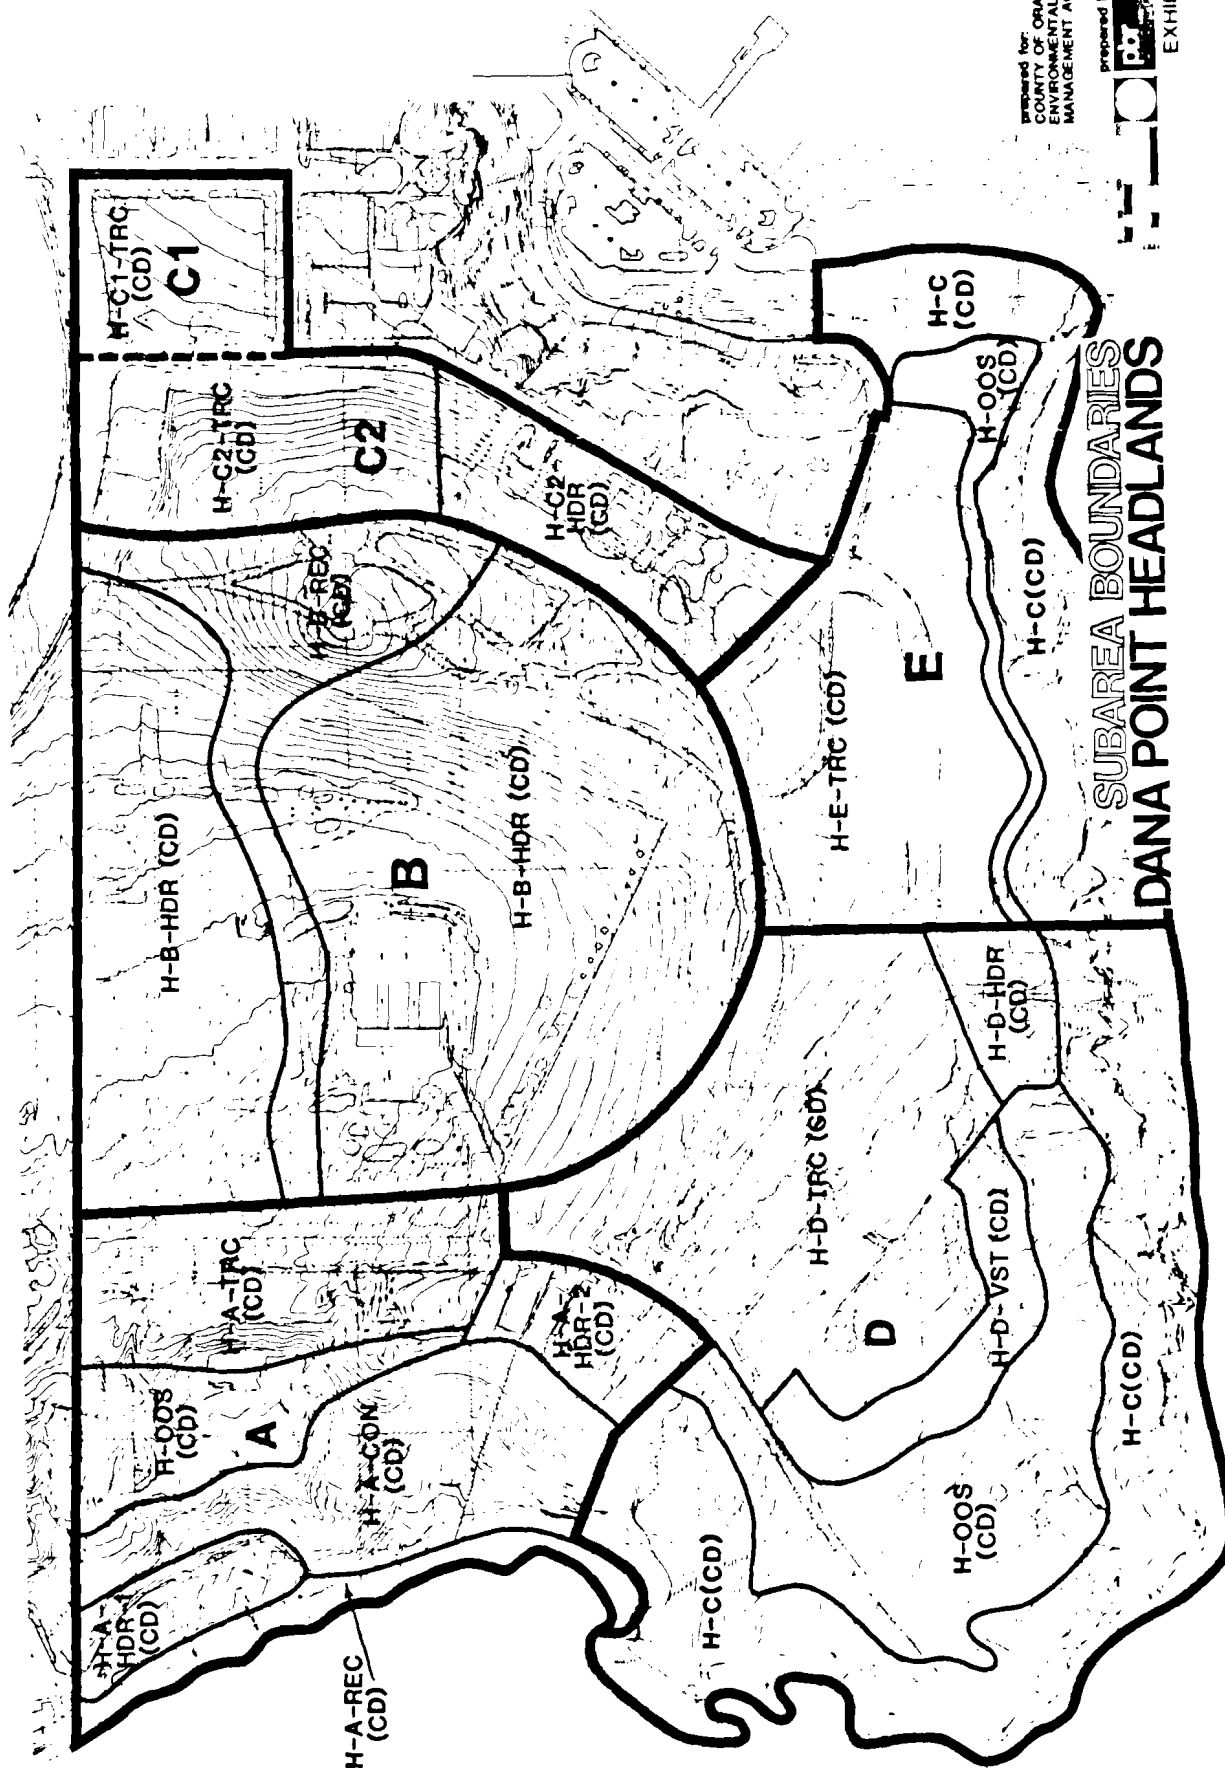 prepared for:
COUNTY OF ORA
ENVIRONMENTAL
MANAGEMENT A
prepared
pbr
EXHI
H-C1-TRC
(CD)
C1
H-C2-TRC
(CD)
C2
H-C2-
HDR
(CD)
H-B-REC
(CD)
H-B-HDR (CD)
B
H-B-HDR (CD)
H-A-TRC
(CD)
H-OOS
(CD)
A
H-A-CON
(CD)
H-A-
HDR-1
(CD)
H-A-REC
(CD)
H-A-
HDR-2
(CD)
H-C(CD)
H-D-TRC (CD)
D
H-D-VST (CD)
H-D-HDR
(CD)
H-OOS
(CD)
H-C(CD)
H-E-TRC (CD)
E
H-C(CD)
H-OOS
(CD)
H-C
(CD)
SUBAREA BOUNDARIES
DANA POINT HEADLANDS